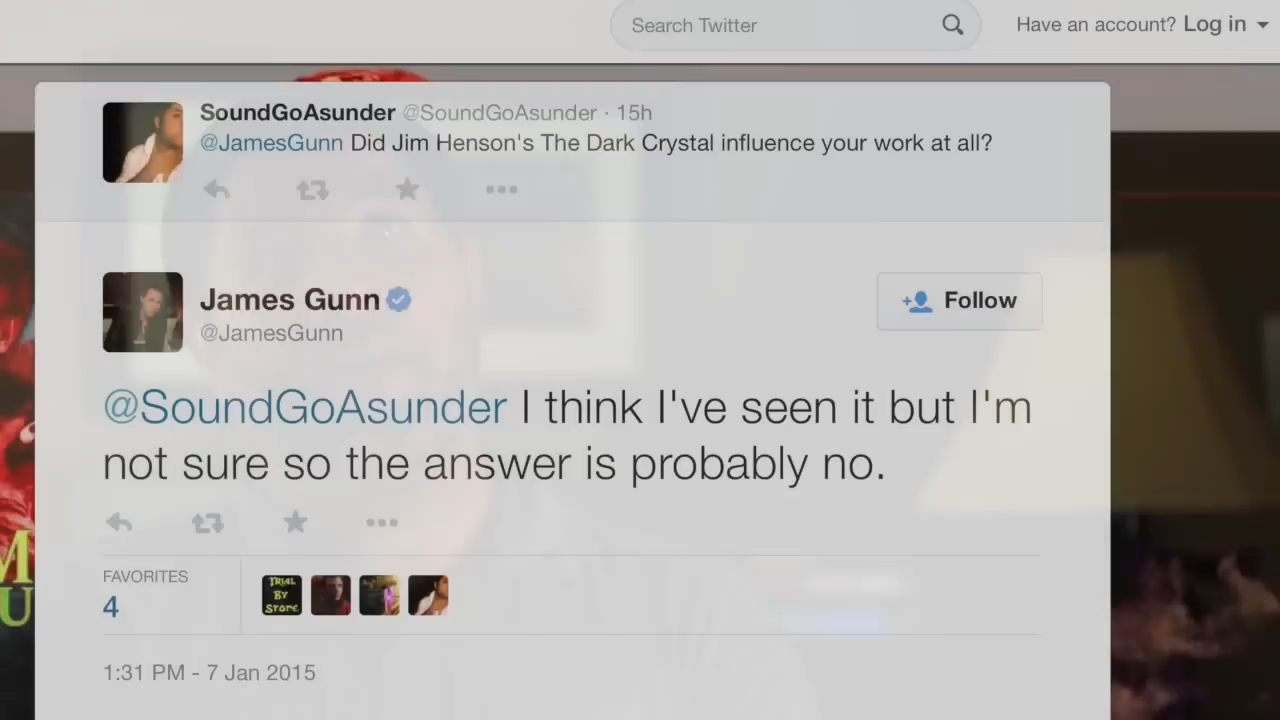 Search Twitter
Have an account? Log in
SoundGoAsunder @SoundGoAsunder · 15h
@JamesGunn Did Jim Henson's The Dark Crystal influence your work at all?
James Gunn
@JamesGunn
Follow
@SoundGoAsunder I think I've seen it but I'm
not sure so the answer is probably no.
FAVORITES
4
TRIAL
BY
STONE
1:31 PM - 7 Jan 2015